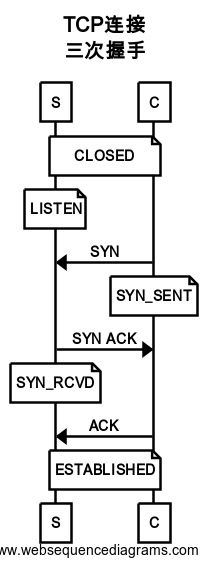 TCP连接
三次握手
S C
CLOSED
LISTEN
SYN
SYN_SENT
SYN ACK
SYN_RCVD
ACK
ESTABLISHED
S C
www.websequencediagrams.com